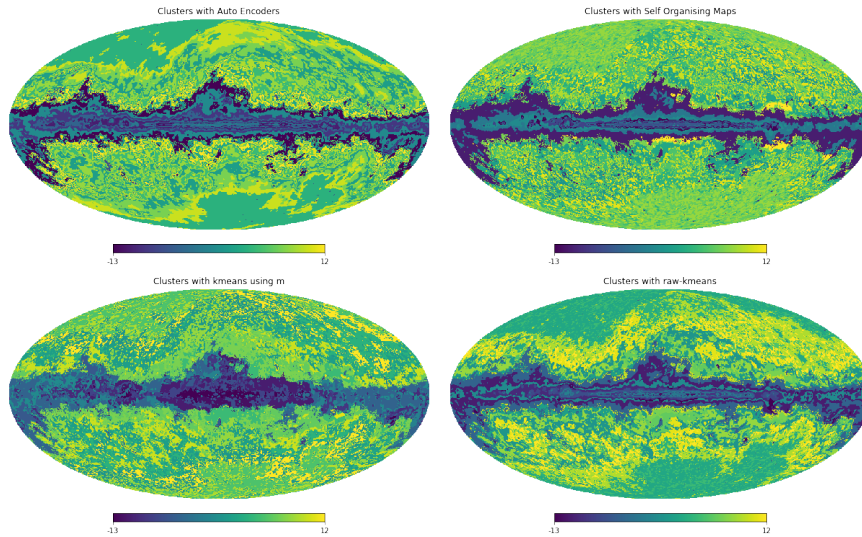 Clusters with Auto Encoders
Clusters with Self Organising Maps
-13 12
-13 12
Clusters with kmeans using m
Clusters with raw-kmeans
-13 12
-13 12